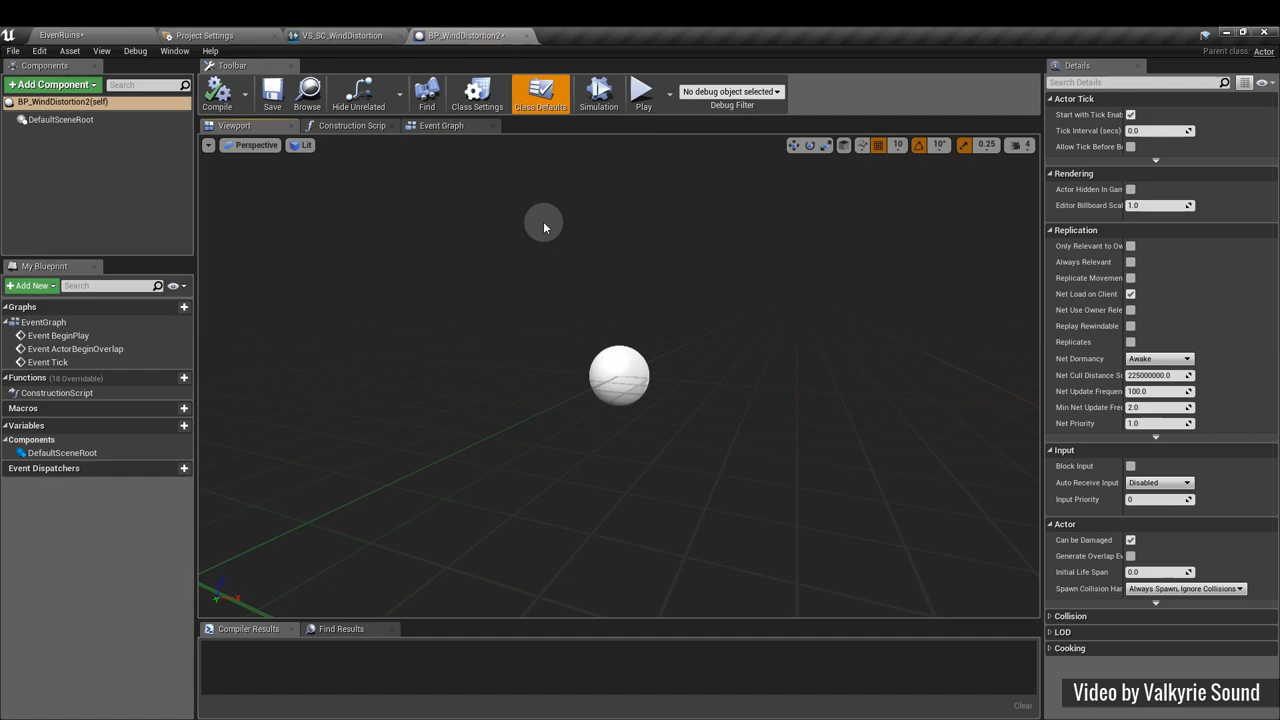 ElvenRuins*
Project Settings
VS_SC_WindDistortion
BP_WindDistortion2*
File Edit Asset View Debug Window Help
Parent class: Actor
Components
Toolbar
Details
+Add Component
Search
Compile
Save
Browse
Hide Unrelated
Find
Class Settings
Class Defaults
Simulation
Play
No debug object selected
Debug Filter
Search Details
BP_WindDistortion2(self)
DefaultSceneRoot
Viewport
Construction Scrip
Event Graph
Perspective
Lit
10
10°
0.25
4
Actor Tick
Start with Tick Enab
Tick Interval (secs) 0.0
Allow Tick Before Be
Rendering
Actor Hidden In Gam
Editor Billboard Scal 1.0
Replication
Only Relevant to Ow
Always Relevant
Replicate Movemen
Net Load on Client
Net Use Owner Rele
Replay Rewindable
Replicates
Net Dormancy Awake
Net Cull Distance S 225000000.0
Net Update Frequen 100.0
Min Net Update Fre 2.0
Net Priority 1.0
Input
Block Input
Auto Receive Input Disabled
Input Priority 0
Actor
Can be Damaged
Generate Overlap Ev
Initial Life Span 0.0
Spawn Collision Han Always Spawn, Ignore Collisions
Collision
LOD
Cooking
My Blueprint
+Add New
Search
Graphs
EventGraph
Event BeginPlay
Event ActorBeginOverlap
Event Tick
Functions (18 Overridable)
ConstructionScript
Macros
Variables
Components
DefaultSceneRoot
Event Dispatchers
Compiler Results
Find Results
Clear
Video by Valkyrie Sound